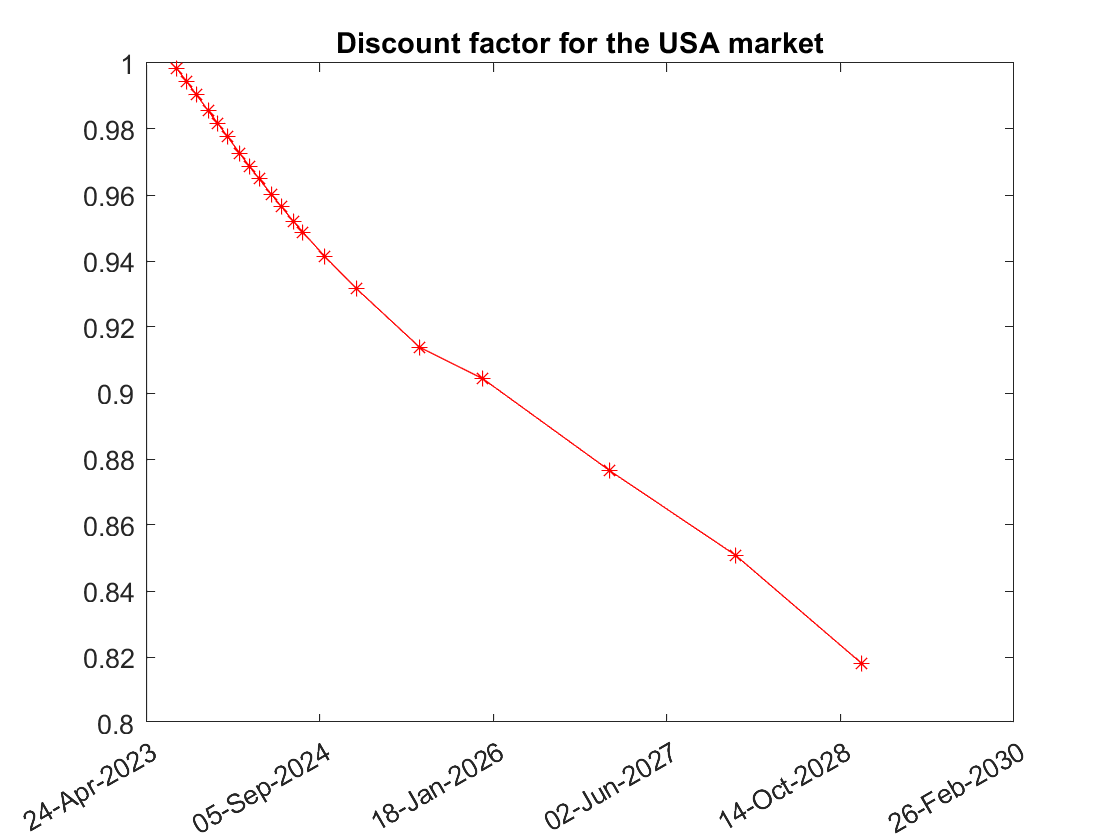 Discount factor for the USA market
1
0.98
0.96
0.94
0.92
0.9
0.88
0.86
0.84
0.82
0.8
24-Apr-2023
05-Sep-2024
18-Jan-2026
02-Jun-2027
14-Oct-2028
26-Feb-2030